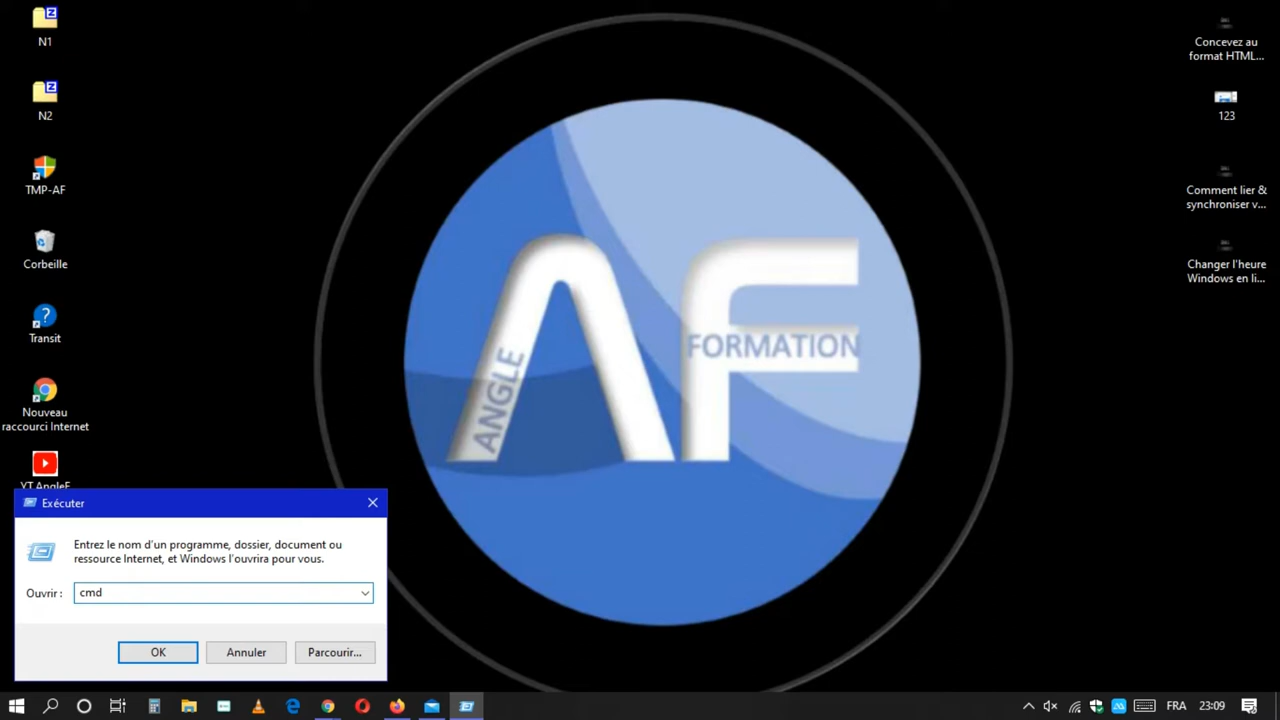 N1
N2
TMP-AF
Corbeille
Transit
Nouveau
raccourci Internet
YT AngleF
Concevez au
format HTML...
123
Comment lier &
synchroniser v...
Changer l'heure
Windows en li...
ANGLE
FORMATION
AF
Exécuter
Entrez le nom d'un programme, dossier, document ou
ressource Internet, et Windows l'ouvrira pour vous.
Ouvrir :
cmd
OK
Annuler
Parcourir...
FRA
23:09